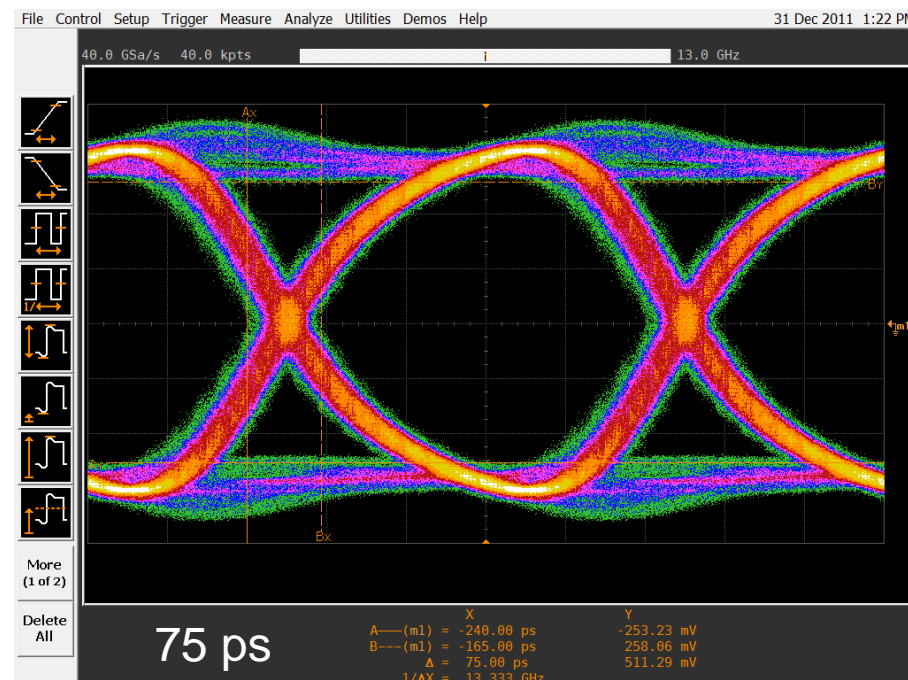 File Control Setup Trigger Measure Analyze Utilities Demos Help 31 Dec 2011 1:22 PM
40.0 GSa/s 40.0 kpts 13.0 GHz
Ax
BY
m1
1/
Bx
More
(1 of 2)
Delete
All
75 ps
X Y
A───(m1) = -240.00 ps -253.23 mV
B---(m1) = -165.00 ps 258.06 mV
Δ = 75.00 ps 511.29 mV
1/ΔX = 13.333 GHz